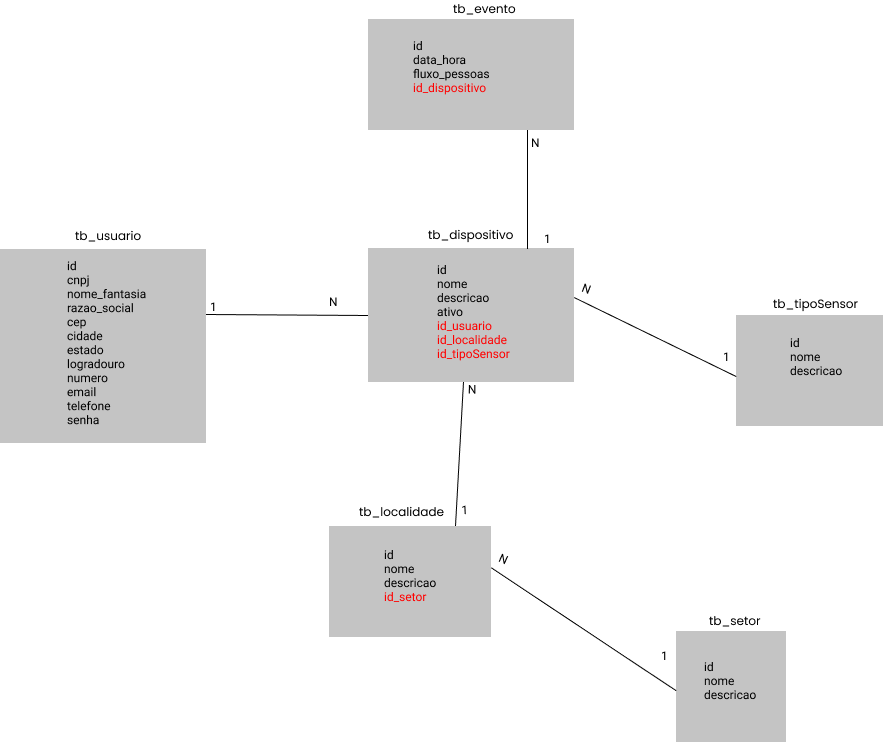 tb_evento
id
data_hora
fluxo_pessoas
id_dispositivo
N
1
tb_usuario
id
cnpj
nome_fantasia
razao_social
cep
cidade
estado
logradouro
numero
email
telefone
senha
1
N
tb_dispositivo
id
nome
descricao
ativo
id_usuario
id_localidade
id_tipoSensor
N
1
tb_tipoSensor
id
nome
descricao
N
1
tb_localidade
id
nome
descricao
id_setor
N
1
tb_setor
id
nome
descricao